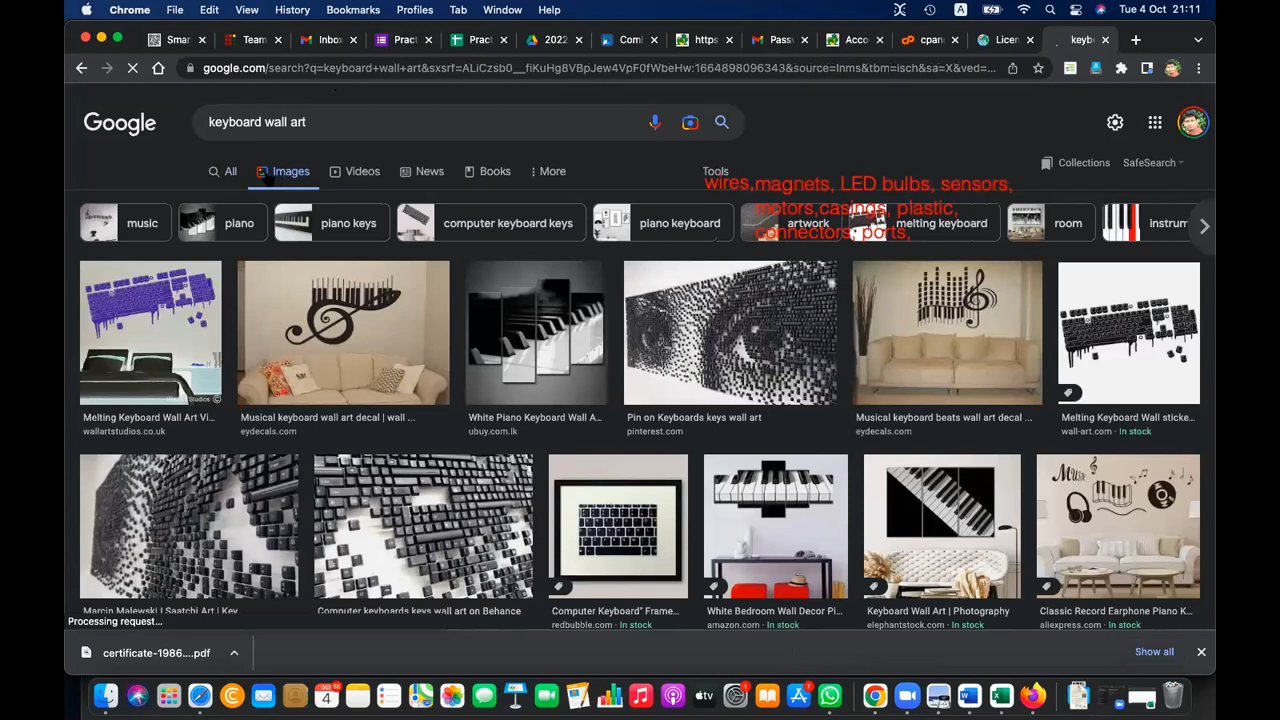 Chrome File Edit View History Bookmarks Profiles Tab Window Help A Tue 4 Oct 21:11
Smar Team Inbox Pract Pract 2022 Coml https Pass Acco cpan Licen keyb
google.com/search?q=keyboard+wall+art&sxsrf=ALiCzsb0__fiKuHg8VBpJew4VpF0fWbeHw:1664898096343&source=lnms&tbm=isch&sa=X&ved=...
Google keyboard wall art
All Images Videos News Books More Tools Collections SafeSearch
wires,magnets, LED bulbs, sensors,
motors,casings, plastic,
connectors, ports,
music piano piano keys computer keyboard keys piano keyboard artwork melting keyboard room instrum
Melting Keyboard Wall Art Vi... Musical keyboard wall art decal | wall ... White Piano Keyboard Wall A... Pin on Keyboards keys wall art Musical keyboard beats wall art decal ... Melting Keyboard Wall sticke...
wallartstudios.co.uk eydecals.com ubuy.com.lk pinterest.com eydecals.com wall-art.com · In stock
Marcin Malewski | Saatchi Art | Key Computer keyboards keys wall art on Behance Computer Keyboard" Frame... White Bedroom Wall Decor Pi... Keyboard Wall Art | Photography Classic Record Earphone Piano K...
redbubble.com · In stock amazon.com · In stock elephantstock.com · In stock aliexpress.com · In stock
Processing request...
certificate-1986....pdf Show all